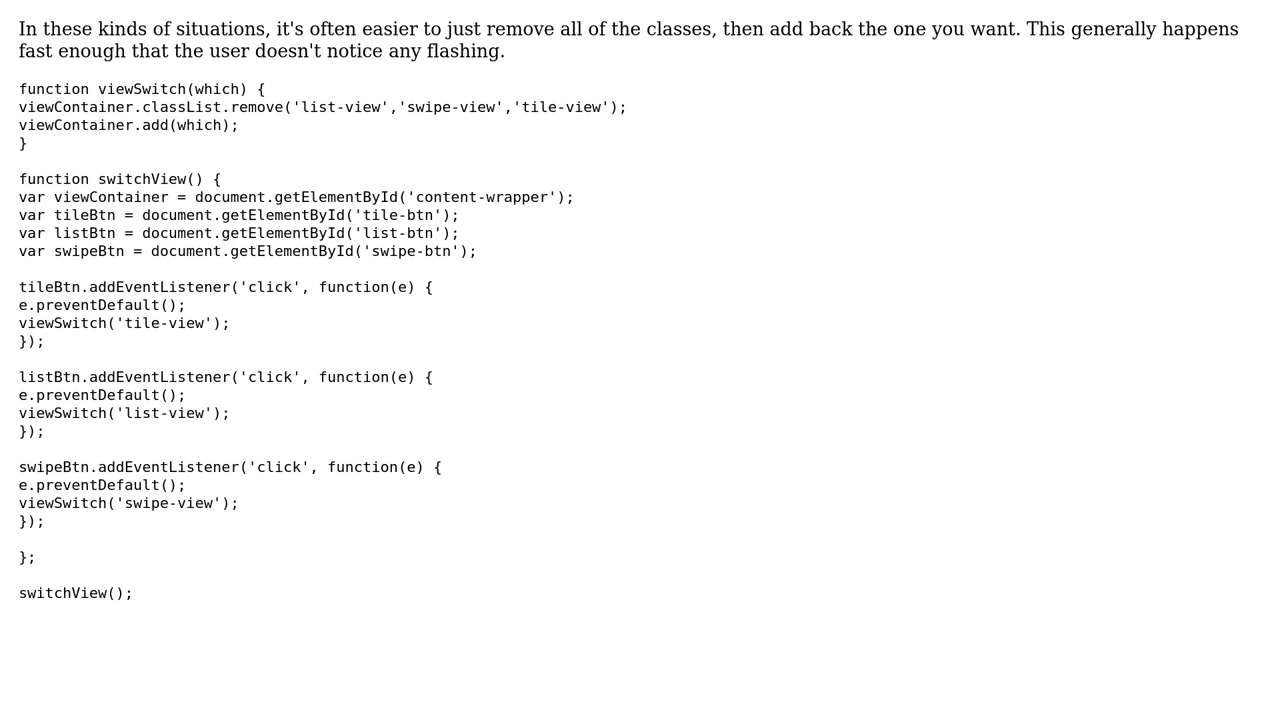 In these kinds of situations, it's often easier to just remove all of the classes, then add back the one you want. This generally happens
fast enough that the user doesn't notice any flashing.
function viewSwitch(which) {
viewContainer.classList.remove('list-view','swipe-view','tile-view');
viewContainer.add(which);
}
function switchView() {
var viewContainer = document.getElementById('content-wrapper');
var tileBtn = document.getElementById('tile-btn');
var listBtn = document.getElementById('list-btn');
var swipeBtn = document.getElementById('swipe-btn');
tileBtn.addEventListener('click', function(e) {
e.preventDefault();
viewSwitch('tile-view');
});
listBtn.addEventListener('click', function(e) {
e.preventDefault();
viewSwitch('list-view');
});
swipeBtn.addEventListener('click', function(e) {
e.preventDefault();
viewSwitch('swipe-view');
});
};
switchView();